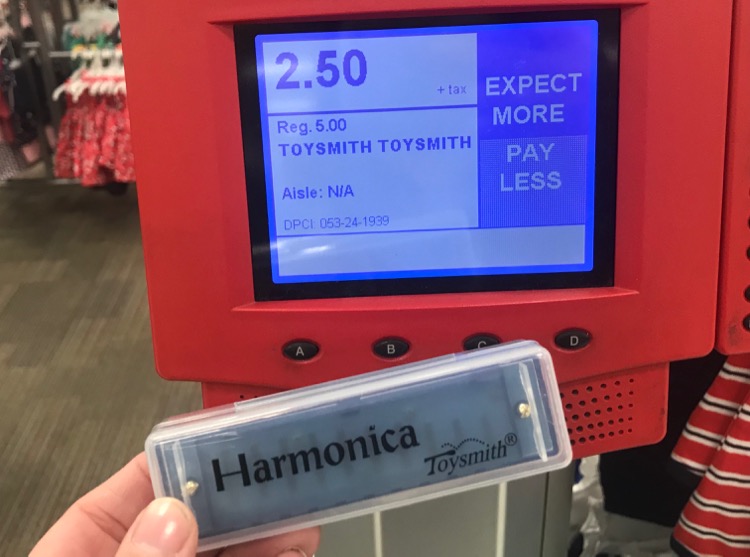 2.50
+ tax
Reg. 5.00
TOYSMITH TOYSMITH
Aisle: N/A
DPCI 053-24-1939
EXPECT
MORE
PAY
LESS
A
B
C
D
Harmonica
Toysmith®